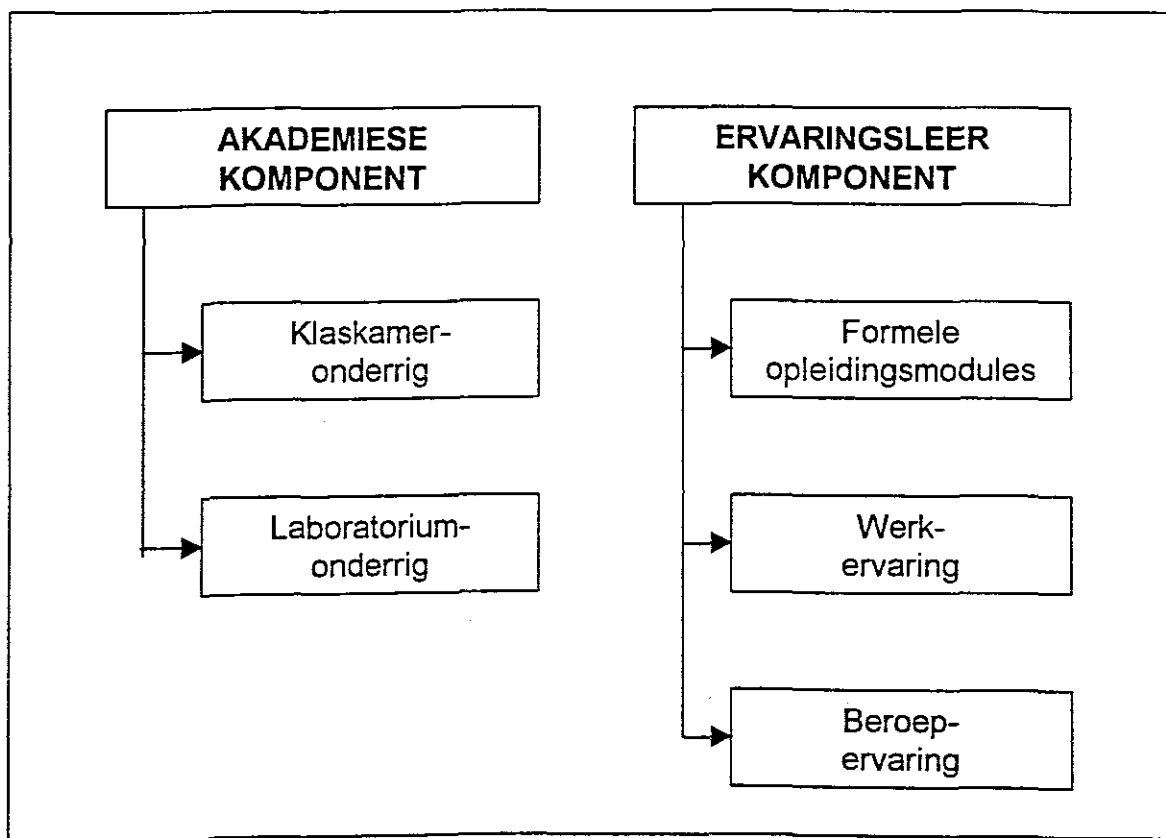 AKADEMIESE
KOMPONENT
Klaskamer-
onderrig
Laboratorium-
onderrig
ERVARINGSLEER
KOMPONENT
Formele
opleidingsmodules
Werk-
ervaring
Beroep-
ervaring